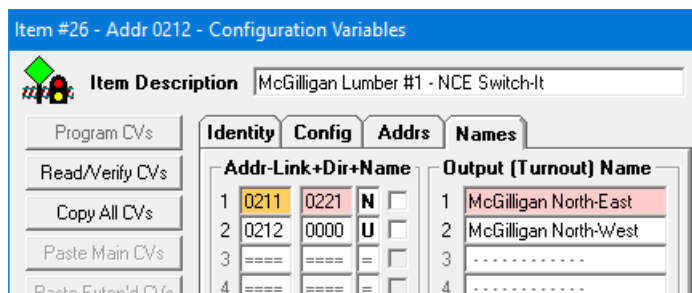 Item #26 - Addr 0212 - Configuration Variables
Item Description McGilligan Lumber #1 - NCE Switch-It
Program CVs Identity Config Addrs Names
Read/Verify CVs Addr-Link+Dir+Name Output (Turnout) Name
1 0211 0221 N 1 McGilligan North-East
Copy All CVs
2 0212 0000 U 2 McGilligan North-West
Paste Main CVs
3 ==== ==== = 3 - - - - - - - - - - - -
4 ==== ==== = 4 - - - - - - - - - - - -